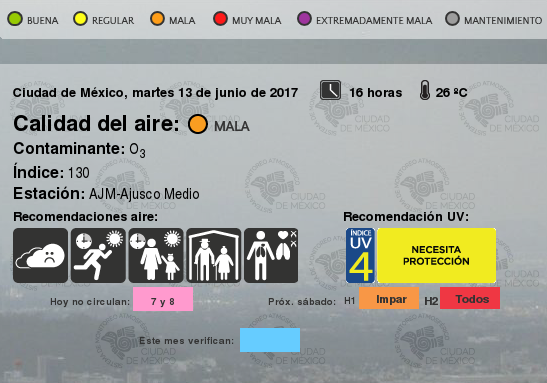 BUENA REGULAR MALA MUY MALA EXTREMADAMENTE MALA MANTENIMIENTO
Ciudad de México, martes 13 de junio de 2017 16 horas 26 ºC
Calidad del aire: MALA
Contaminante: O3
Índice: 130
Estación: AJM-Ajusco Medio
Recomendaciones aire: Recomendación UV:
ÍNDICE
UV
4
NECESITA
PROTECCIÓN
Hoy no circulan: 7 y 8 Próx. sábado: H1 Impar H2 Todos
Este mes verifican: